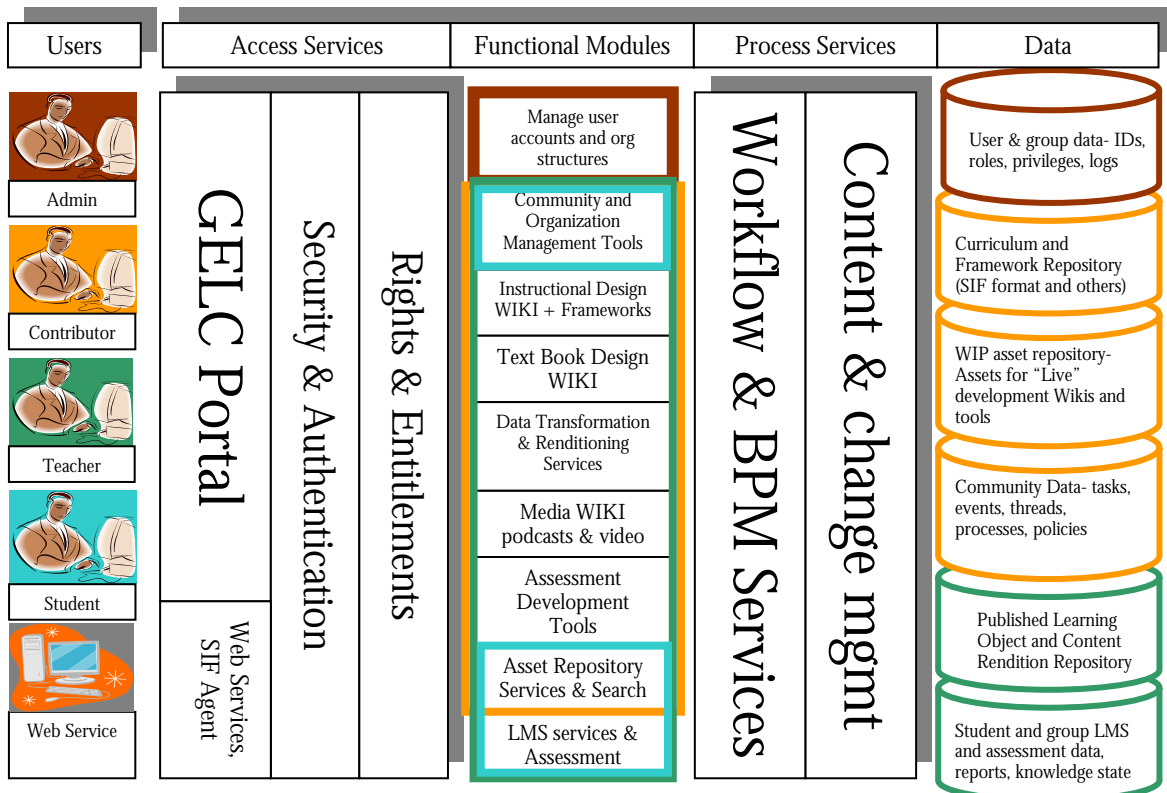 Users
Access Services
Functional Modules
Process Services
Data
Admin
Contributor
Teacher
Student
Web Service
GELC Portal
Web Services,
SIF Agent
Security & Authentication
Rights & Entitlements
Manage user
accounts and org
structures
Community and
Organization
Management Tools
Instructional Design
WIKI + Frameworks
Text Book Design
WIKI
Data Transformation
& Renditioning
Services
Media WIKI
podcasts & video
Assessment
Development
Tools
Asset Repository
Services & Search
LMS services &
Assessment
Workflow & BPM Services
Content & change mgmt
User & group data- IDs,
roles, privileges, logs
Curriculum and
Framework Repository
(SIF format and others)
WIP asset repository-
Assets for “Live”
development Wikis and
tools
Community Data- tasks,
events, threads,
processes, policies
Published Learning
Object and Content
Rendition Repository
Student and group LMS
and assessment data,
reports, knowledge state